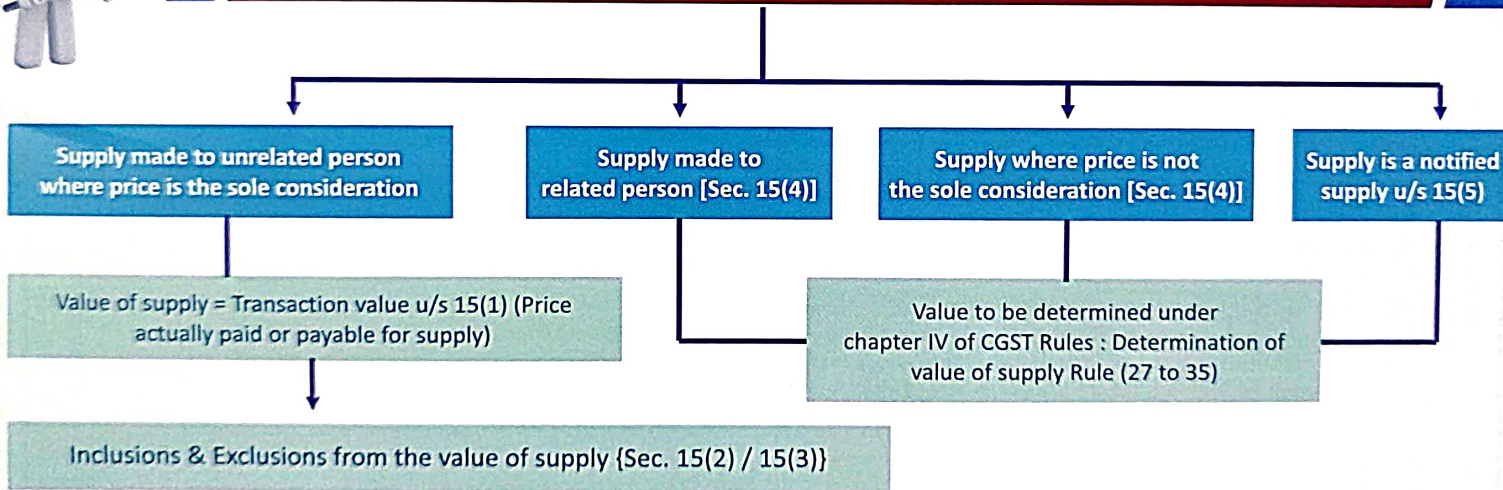 Supply made to unrelated person
where price is the sole consideration
Supply made to
related person [Sec. 15(4)]
Supply where price is not
the sole consideration [Sec. 15(4)]
Supply is a notified
supply u/s 15(5)
Value of supply = Transaction value u/s 15(1) (Price
actually paid or payable for supply)
Value to be determined under
chapter IV of CGST Rules : Determination of
value of supply Rule (27 to 35)
Inclusions & Exclusions from the value of supply {Sec. 15(2) / 15(3)}